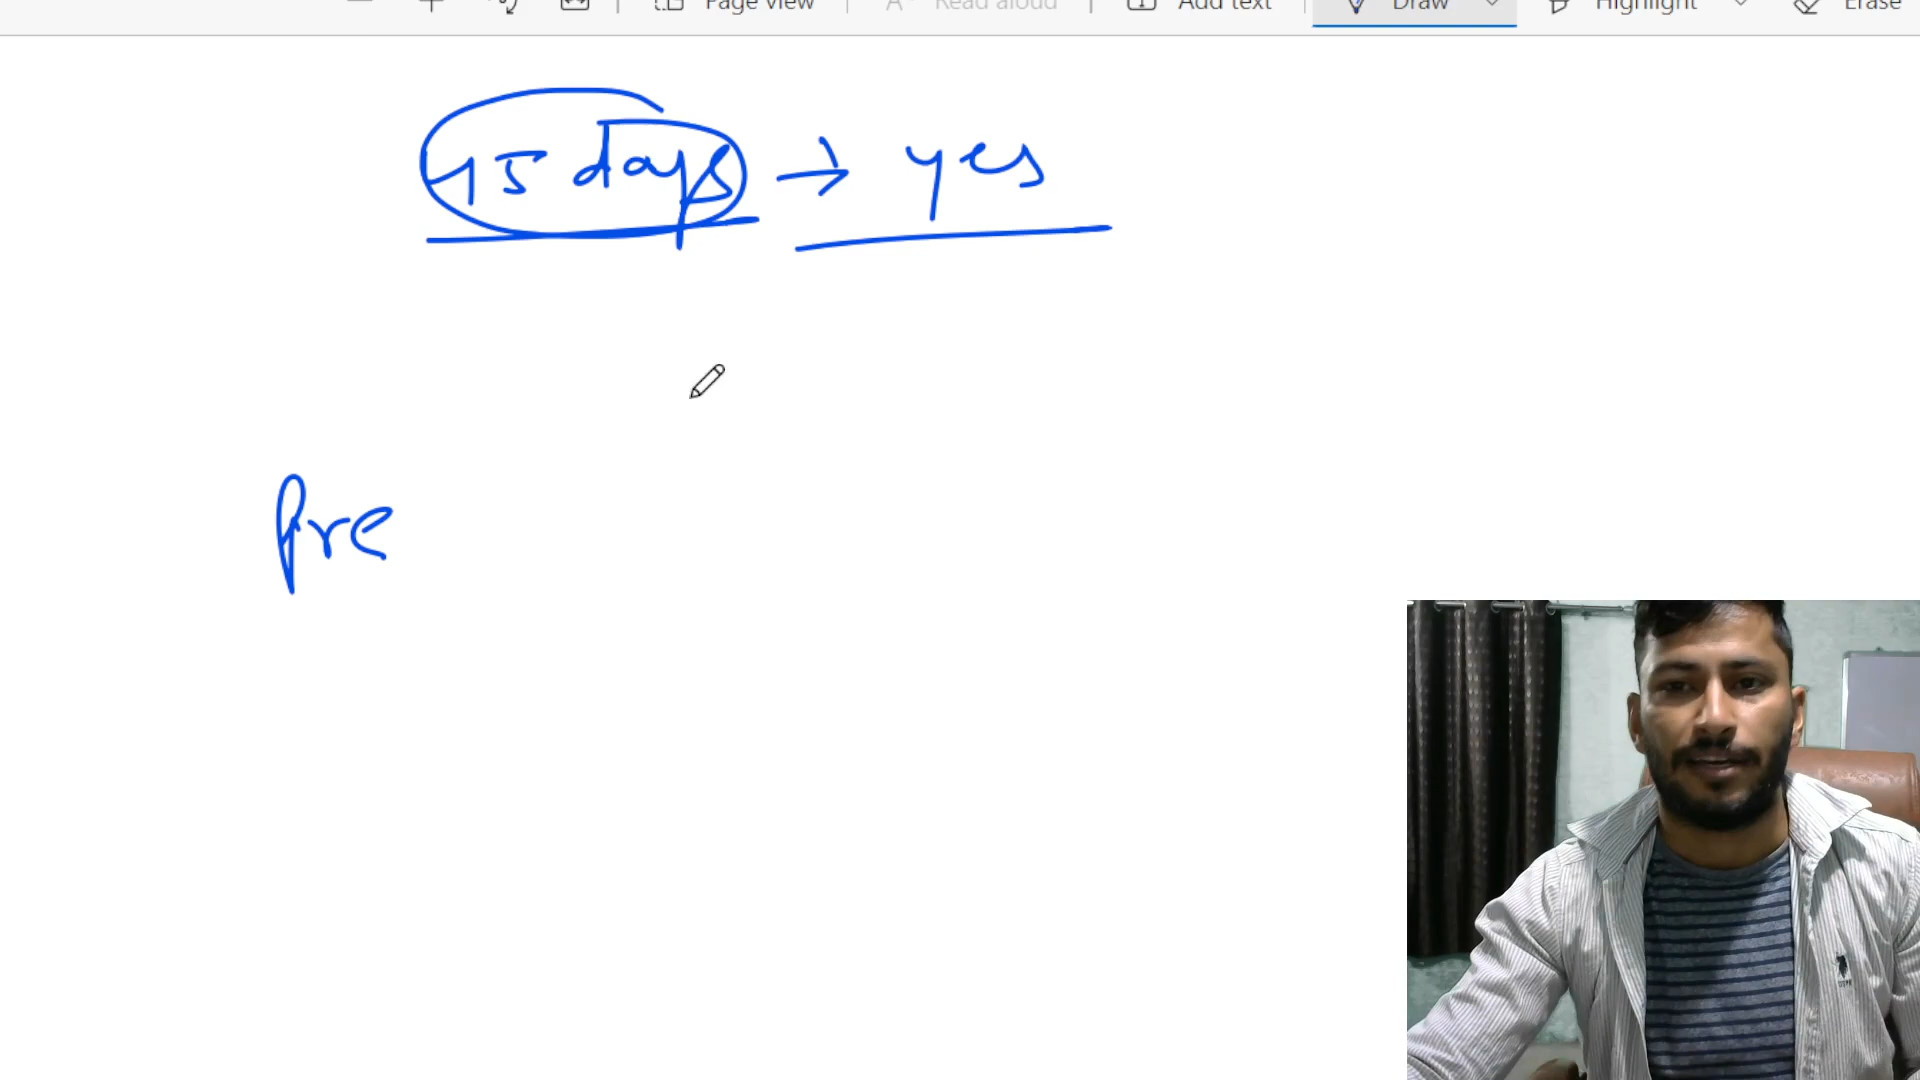 Page view Read aloud Add text Draw Highlight Erase
15 days → yes
Pre